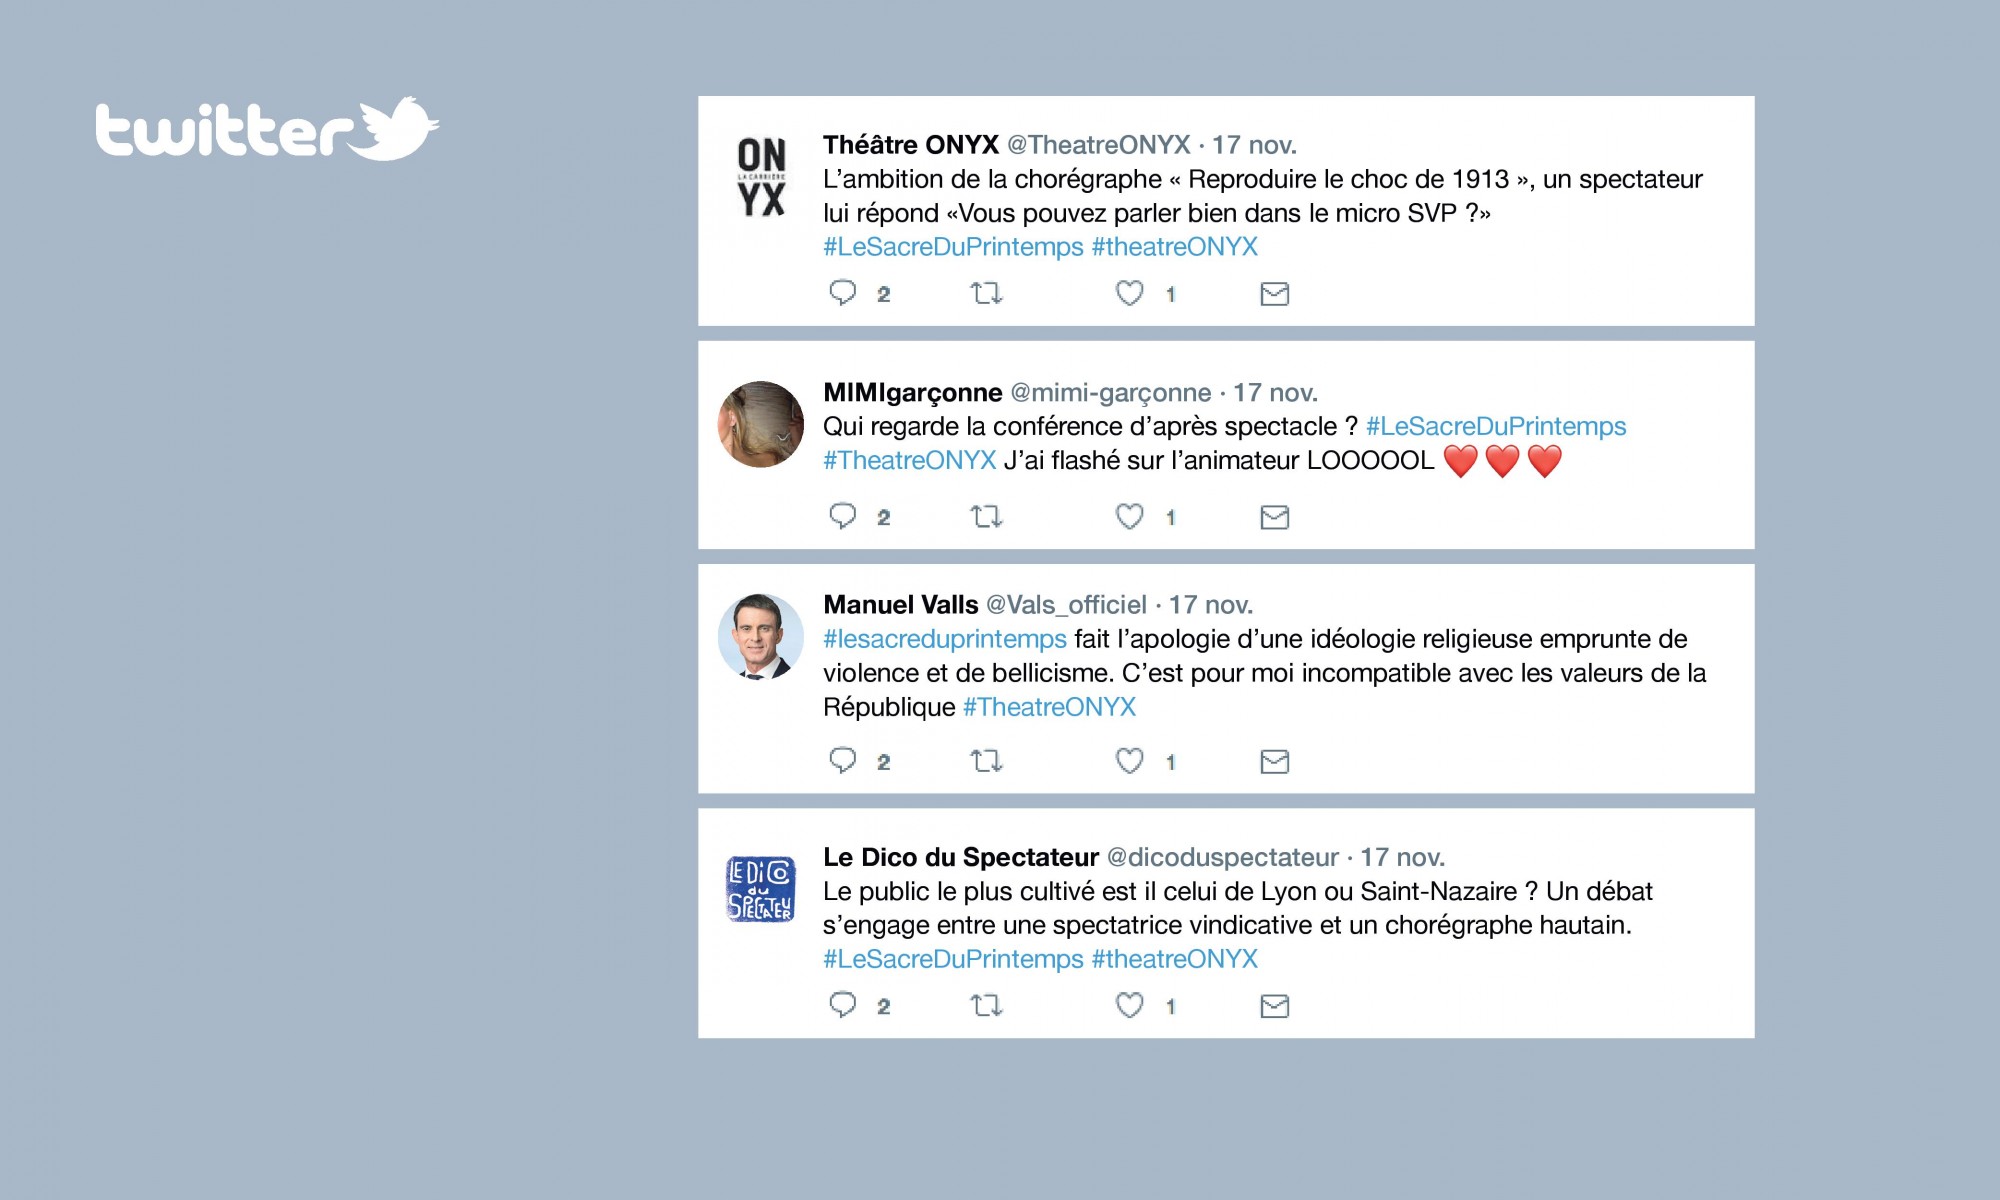 twitter
ON
LA CARRIÈRE
YX
Théâtre ONYX @TheatreONYX · 17 nov.
L’ambition de la chorégraphe « Reproduire le choc de 1913 », un spectateur
lui répond «Vous pouvez parler bien dans le micro SVP ?»
#LeSacreDuPrintemps #theatreONYX
2 1
MIMIgarçonne @mimi-garçonne · 17 nov.
Qui regarde la conférence d’après spectacle ? #LeSacreDuPrintemps
#TheatreONYX J’ai flashé sur l’animateur LOOOOOL ❤️ ❤️ ❤️
2 1
Manuel Valls @Vals_officiel · 17 nov.
#lesacreduprintemps fait l’apologie d’une idéologie religieuse emprunte de
violence et de bellicisme. C’est pour moi incompatible avec les valeurs de la
République #TheatreONYX
2 1
LE DiCO
du
SPECTATEUR
Le Dico du Spectateur @dicoduspectateur · 17 nov.
Le public le plus cultivé est il celui de Lyon ou Saint-Nazaire ? Un débat
s’engage entre une spectatrice vindicative et un chorégraphe hautain.
#LeSacreDuPrintemps #theatreONYX
2 1